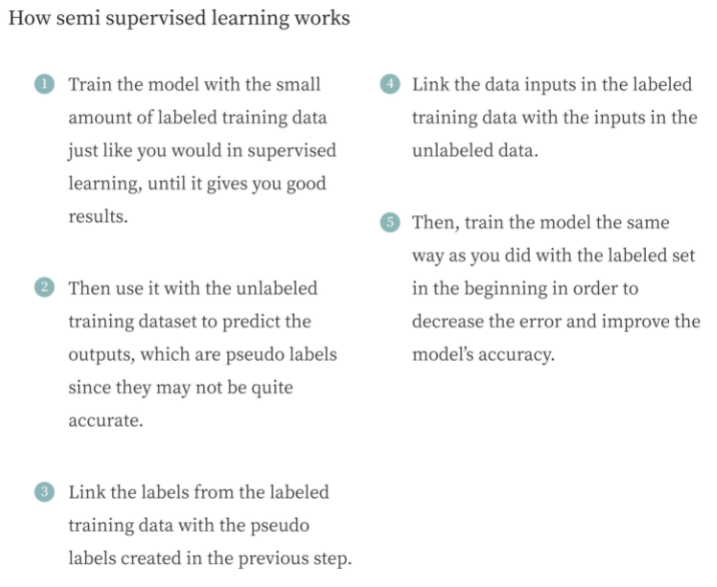 How semi supervised learning works
1 Train the model with the small
amount of labeled training data
just like you would in supervised
learning, until it gives you good
results.
2 Then use it with the unlabeled
training dataset to predict the
outputs, which are pseudo labels
since they may not be quite
accurate.
3 Link the labels from the labeled
training data with the pseudo
labels created in the previous step.
4 Link the data inputs in the labeled
training data with the inputs in the
unlabeled data.
5 Then, train the model the same
way as you did with the labeled set
in the beginning in order to
decrease the error and improve the
model’s accuracy.